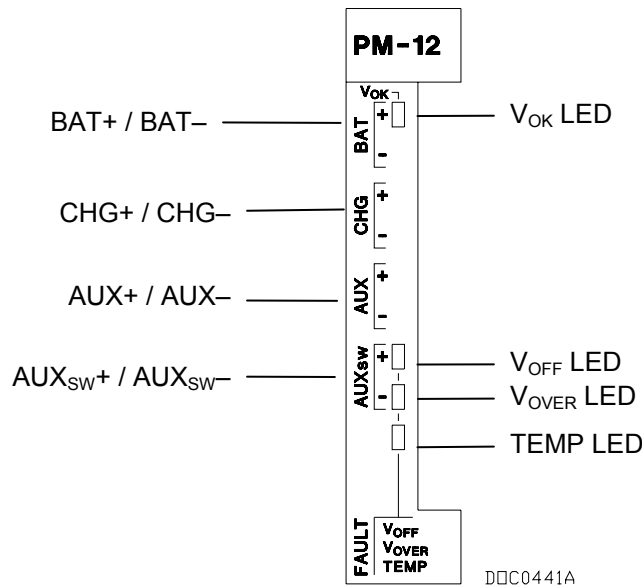 PM-12
VOK
BAT+ / BAT–
BAT
+
-
VOK LED
CHG+ / CHG–
CHG
+
-
AUX+ / AUX–
AUX
+
-
AUXSW+ / AUXSW–
AUXSW
+
-
VOFF LED
VOVER LED
TEMP LED
FAULT
VOFF
VOVER
TEMP
DOC0441A